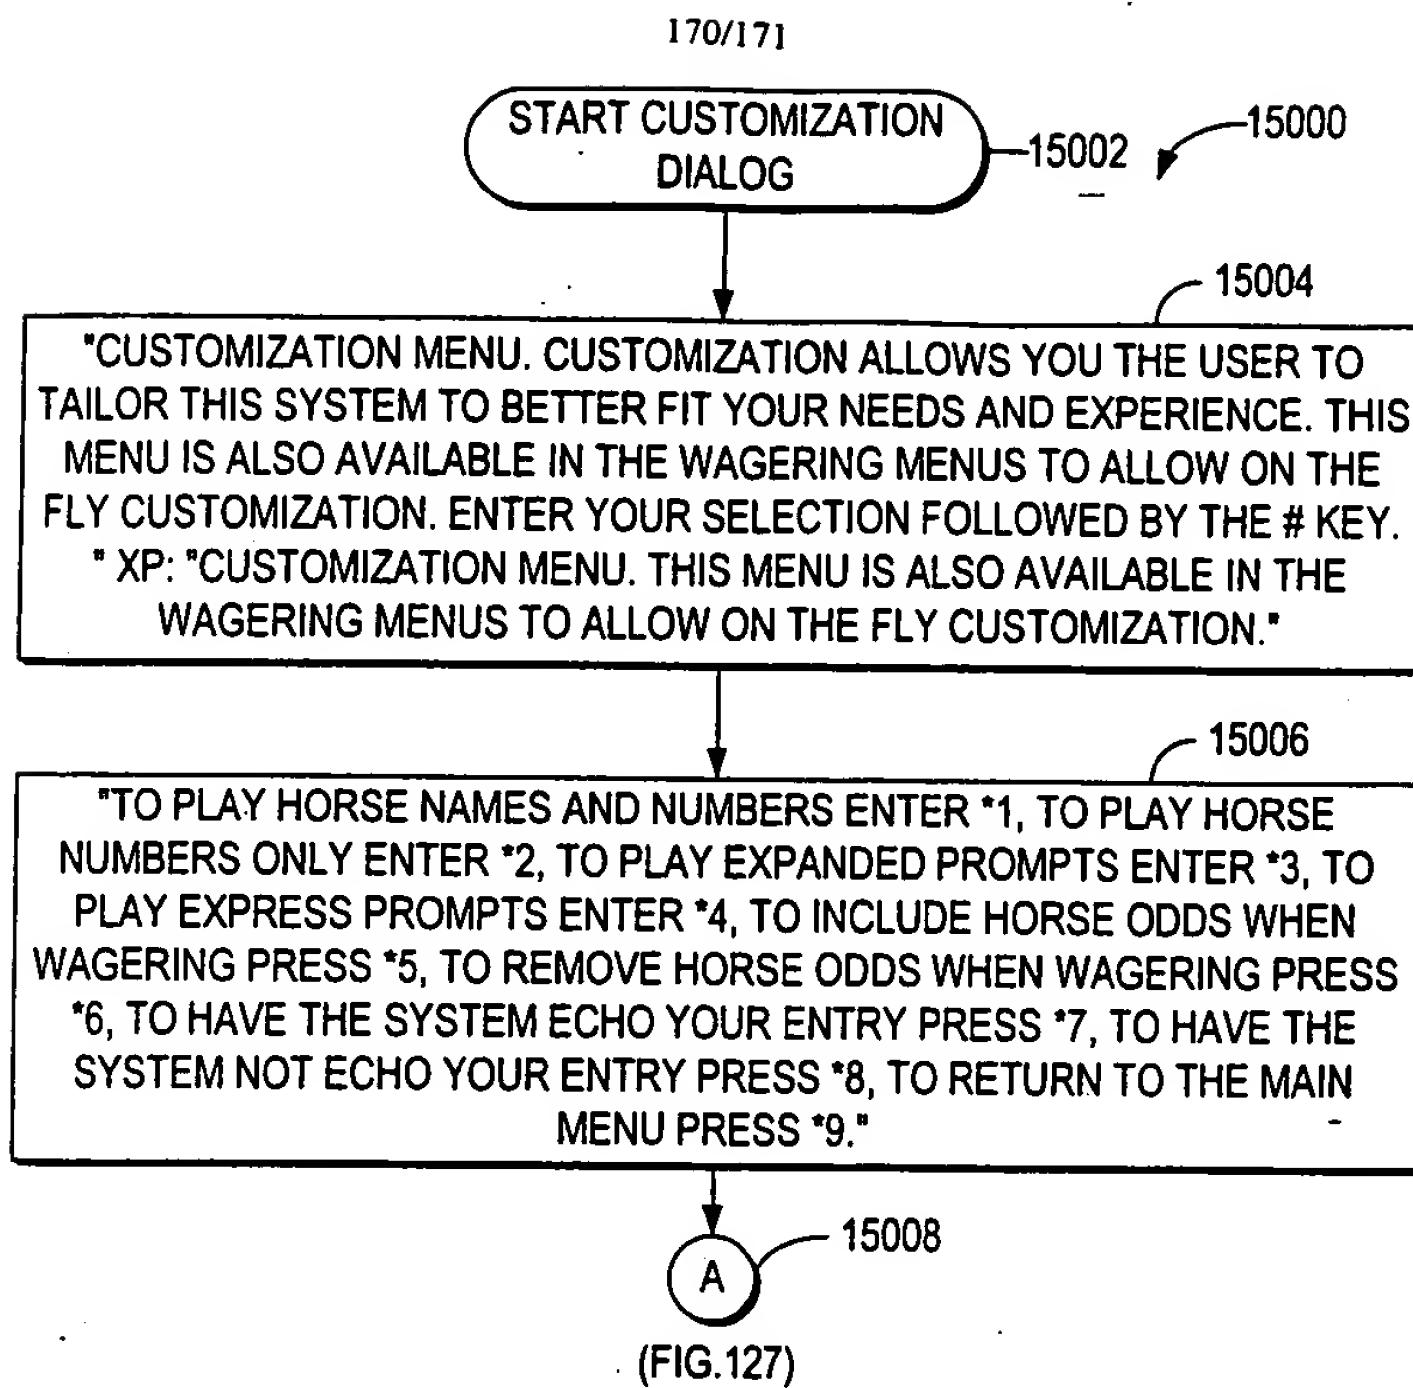 170/171
START CUSTOMIZATION
DIALOG
15002
15000
15004
"CUSTOMIZATION MENU. CUSTOMIZATION ALLOWS YOU THE USER TO
TAILOR THIS SYSTEM TO BETTER FIT YOUR NEEDS AND EXPERIENCE. THIS
MENU IS ALSO AVAILABLE IN THE WAGERING MENUS TO ALLOW ON THE
FLY CUSTOMIZATION. ENTER YOUR SELECTION FOLLOWED BY THE # KEY.
" XP: "CUSTOMIZATION MENU. THIS MENU IS ALSO AVAILABLE IN THE
WAGERING MENUS TO ALLOW ON THE FLY CUSTOMIZATION."
15006
"TO PLAY HORSE NAMES AND NUMBERS ENTER *1, TO PLAY HORSE
NUMBERS ONLY ENTER *2, TO PLAY EXPANDED PROMPTS ENTER *3, TO
PLAY EXPRESS PROMPTS ENTER *4, TO INCLUDE HORSE ODDS WHEN
WAGERING PRESS *5, TO REMOVE HORSE ODDS WHEN WAGERING PRESS
*6, TO HAVE THE SYSTEM ECHO YOUR ENTRY PRESS *7, TO HAVE THE
SYSTEM NOT ECHO YOUR ENTRY PRESS *8, TO RETURN TO THE MAIN
MENU PRESS *9."
15008
A
(FIG.127)